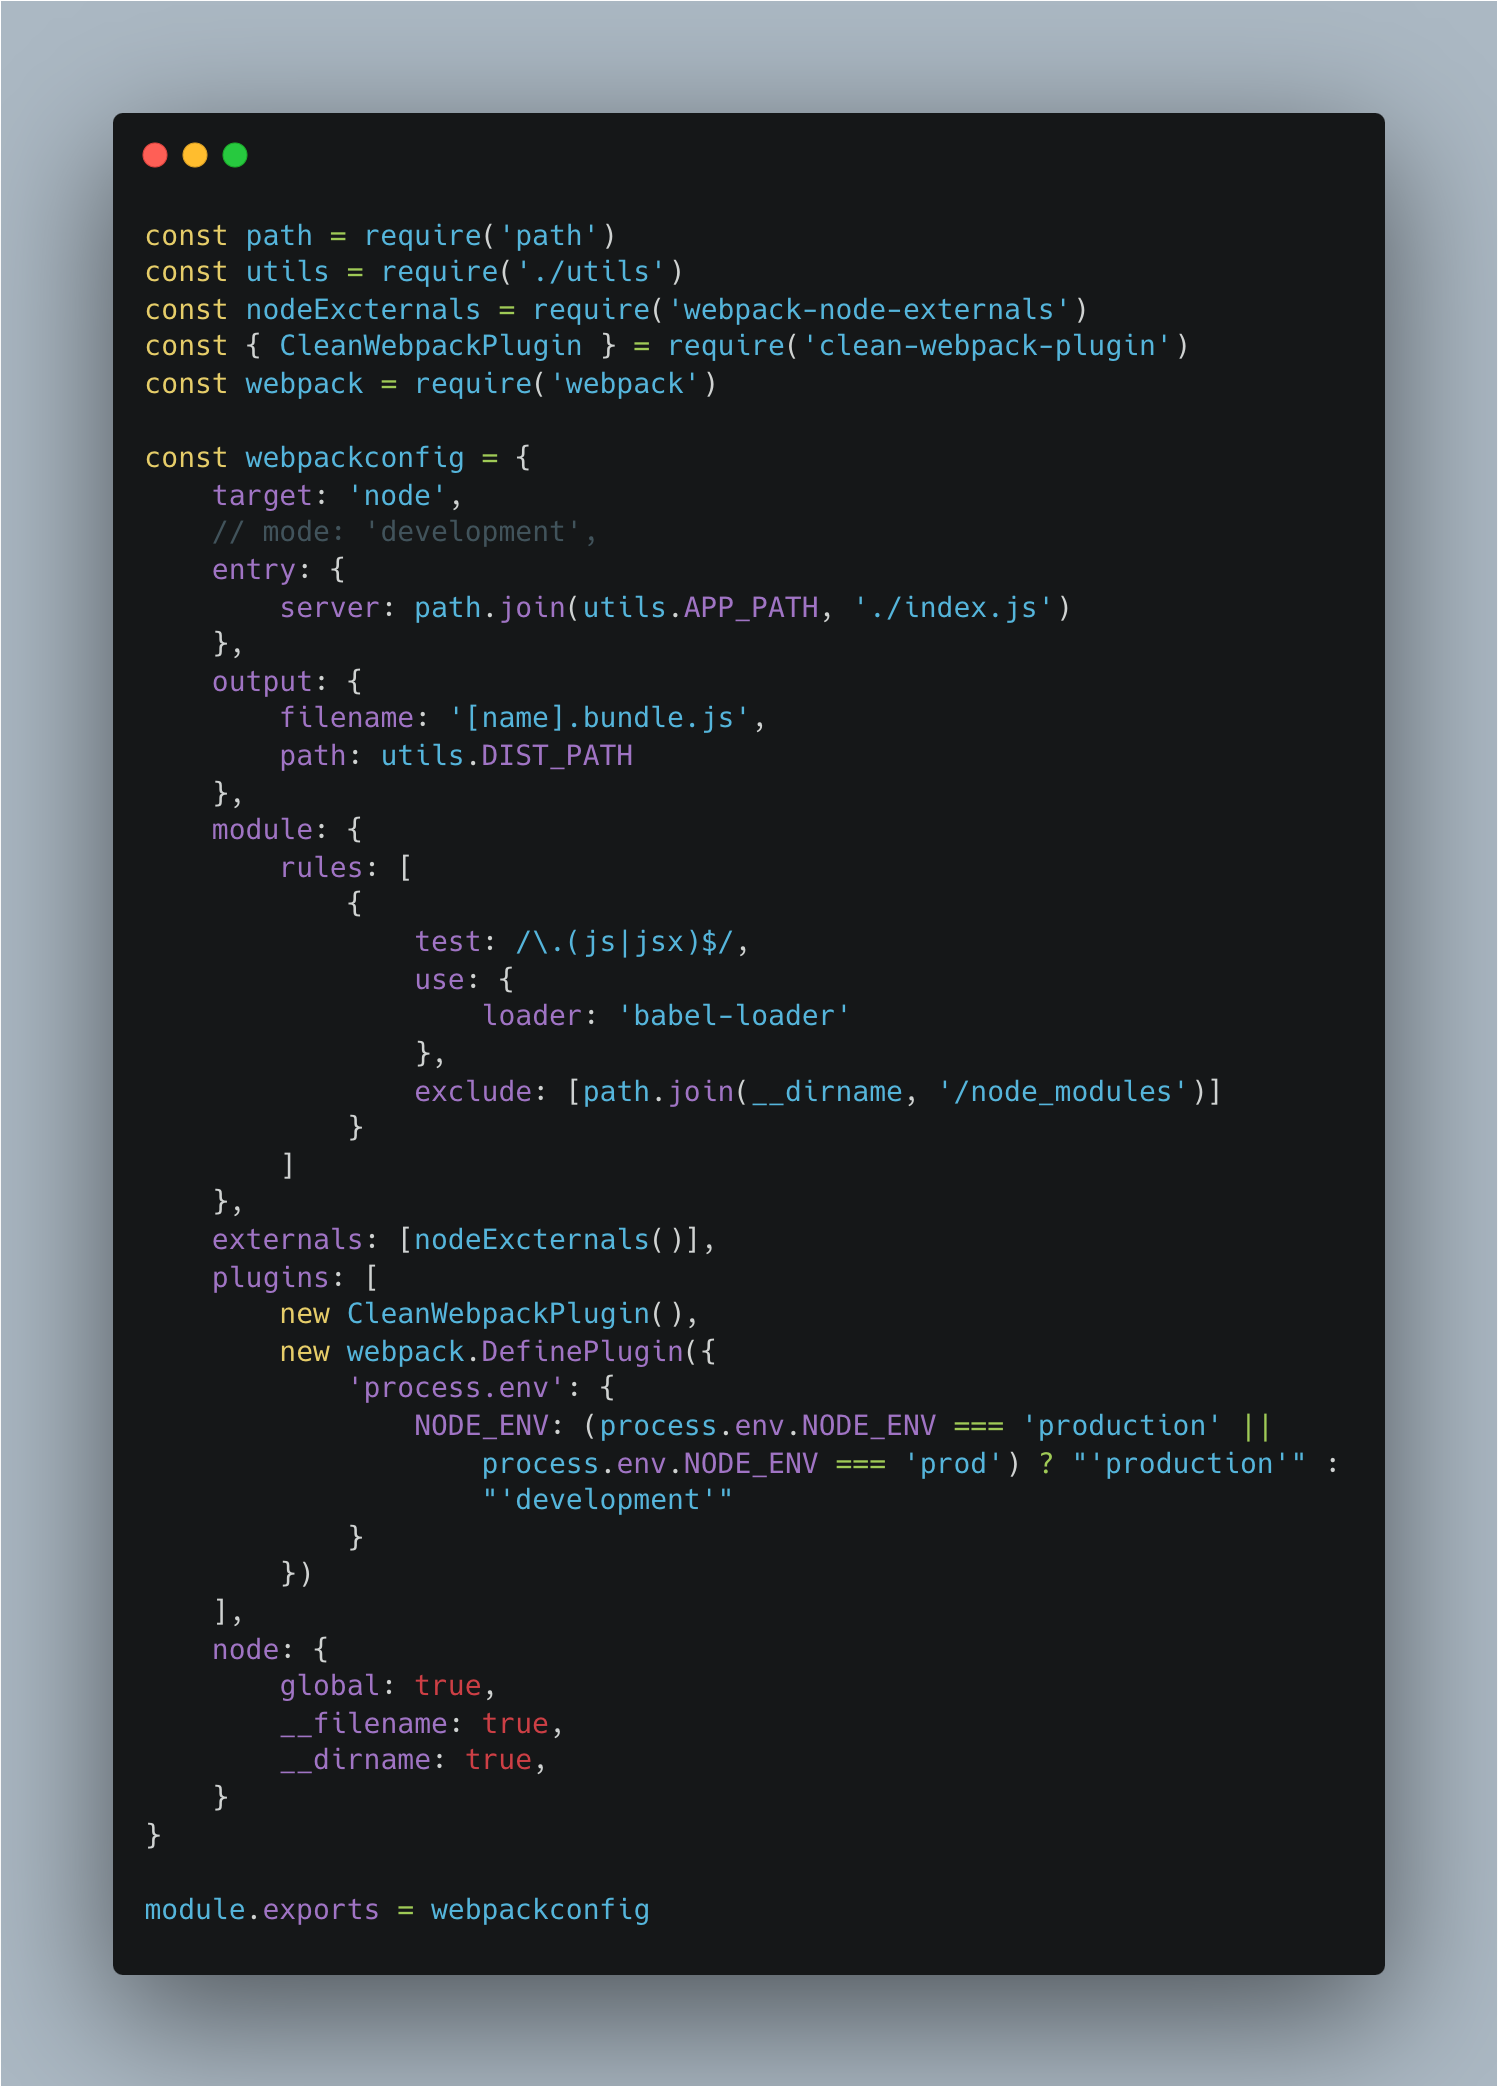 const path = require('path')
const utils = require('./utils')
const nodeExcternals = require('webpack-node-externals')
const { CleanWebpackPlugin } = require('clean-webpack-plugin')
const webpack = require('webpack')

const webpackconfig = {
    target: 'node',
    // mode: 'development',
    entry: {
        server: path.join(utils.APP_PATH, './index.js')
    },
    output: {
        filename: '[name].bundle.js',
        path: utils.DIST_PATH
    },
    module: {
        rules: [
            {
                test: /\.(js|jsx)$/,
                use: {
                    loader: 'babel-loader'
                },
                exclude: [path.join(__dirname, '/node_modules')]
            }
        ]
    },
    externals: [nodeExcternals()],
    plugins: [
        new CleanWebpackPlugin(),
        new webpack.DefinePlugin({
            'process.env': {
                NODE_ENV: (process.env.NODE_ENV === 'production' ||
                    process.env.NODE_ENV === 'prod') ? "'production'" :
                    "'development'"
            }
        })
    ],
    node: {
        global: true,
        __filename: true,
        __dirname: true,
    }
}

module.exports = webpackconfig